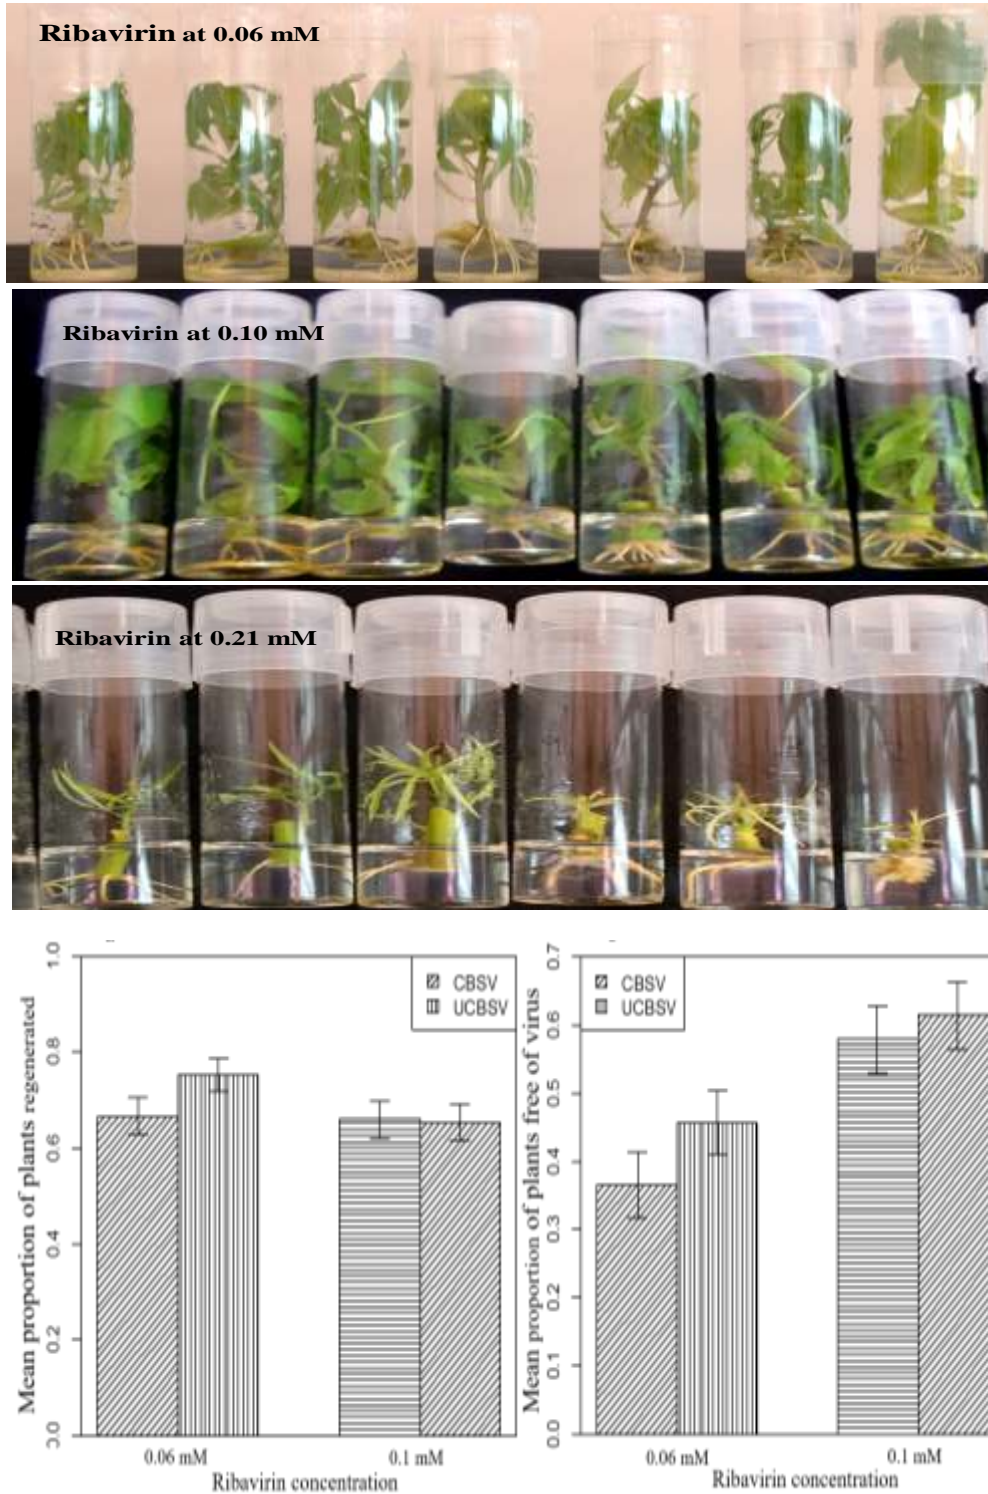 Ribavirin at 0.06 mM
Ribavirin at 0.10 mM
Ribavirin at 0.21 mM
Mean proportion of plants regenerated
1.0
0.8
0.6
0.4
0.2
0.0
CBSV
UCBSV
0.06 mM
0.1 mM
Ribavirin concentration
Mean proportion of plants free of virus
0.7
0.6
0.5
0.4
0.3
0.2
0.1
0.0
CBSV
UCBSV
0.06 mM
0.1 mM
Ribavirin concentration